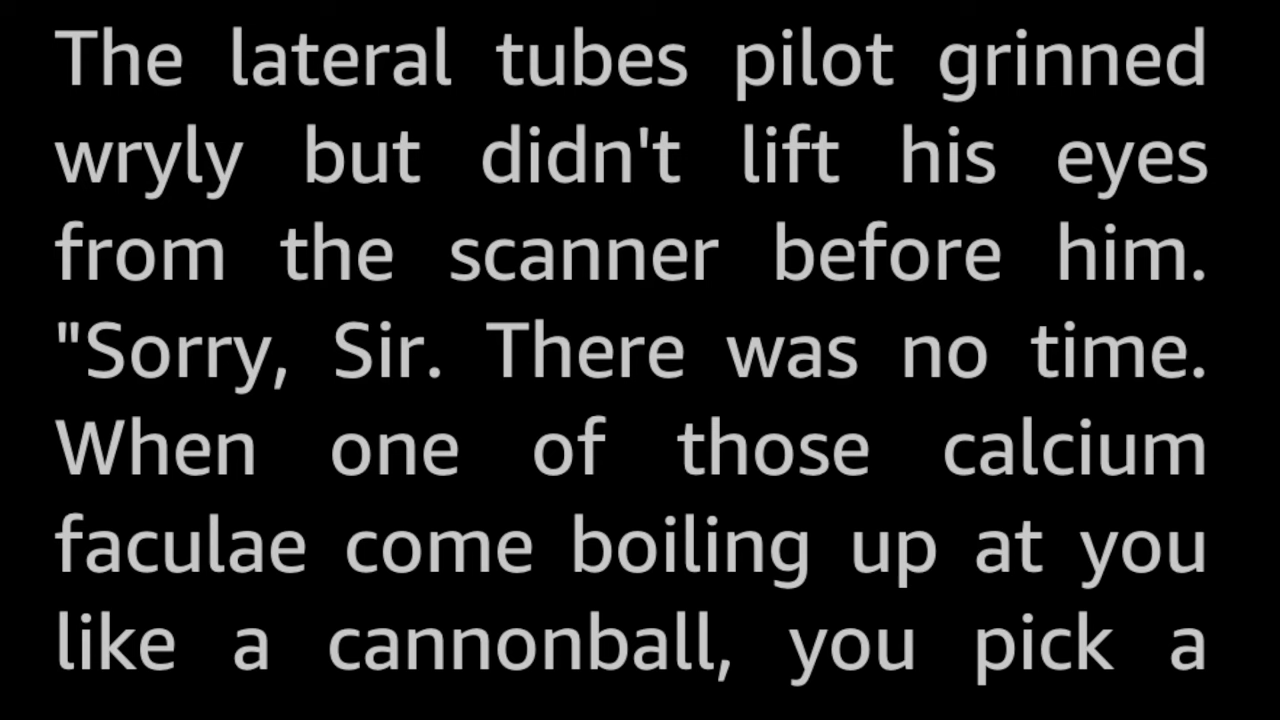 The lateral tubes pilot grinned
wryly but didn't lift his eyes
from the scanner before him.
"Sorry, Sir. There was no time.
When one of those calcium
faculae come boiling up at you
like a cannonball, you pick a